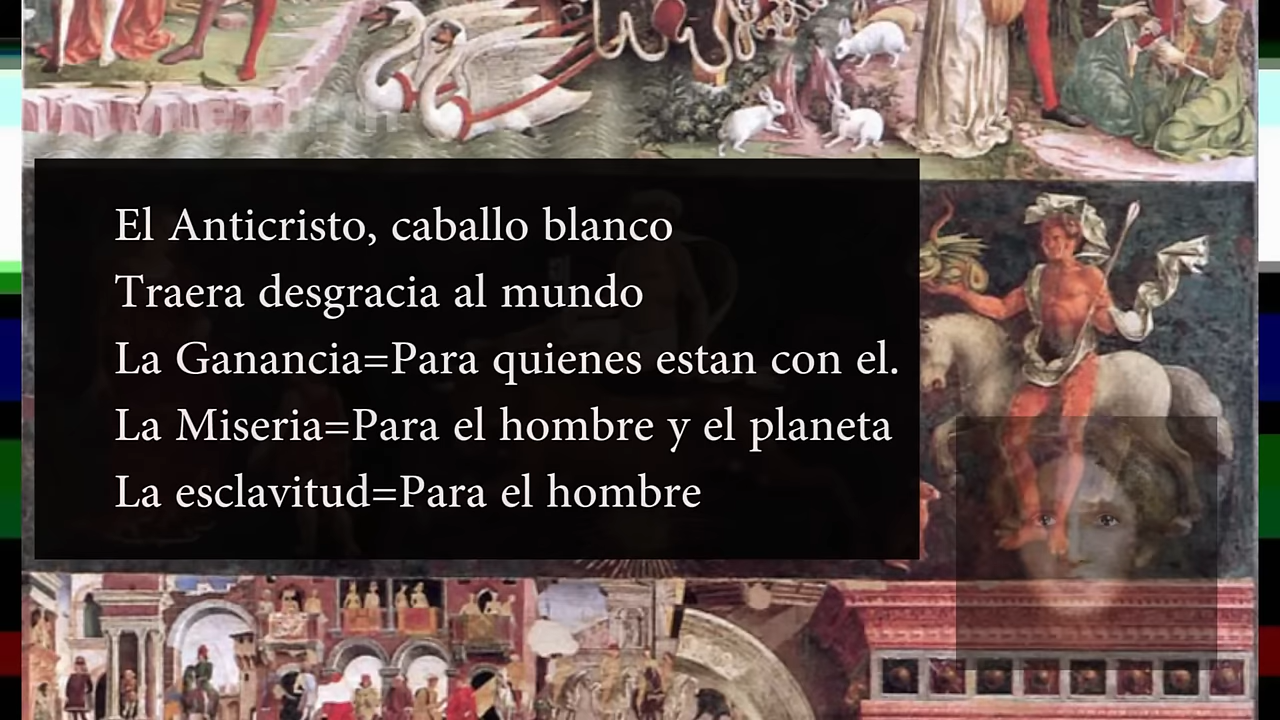 El Anticristo, caballo blanco
Traera desgracia al mundo
La Ganancia=Para quienes estan con el.
La Miseria=Para el hombre y el planeta
La esclavitud=Para el hombre